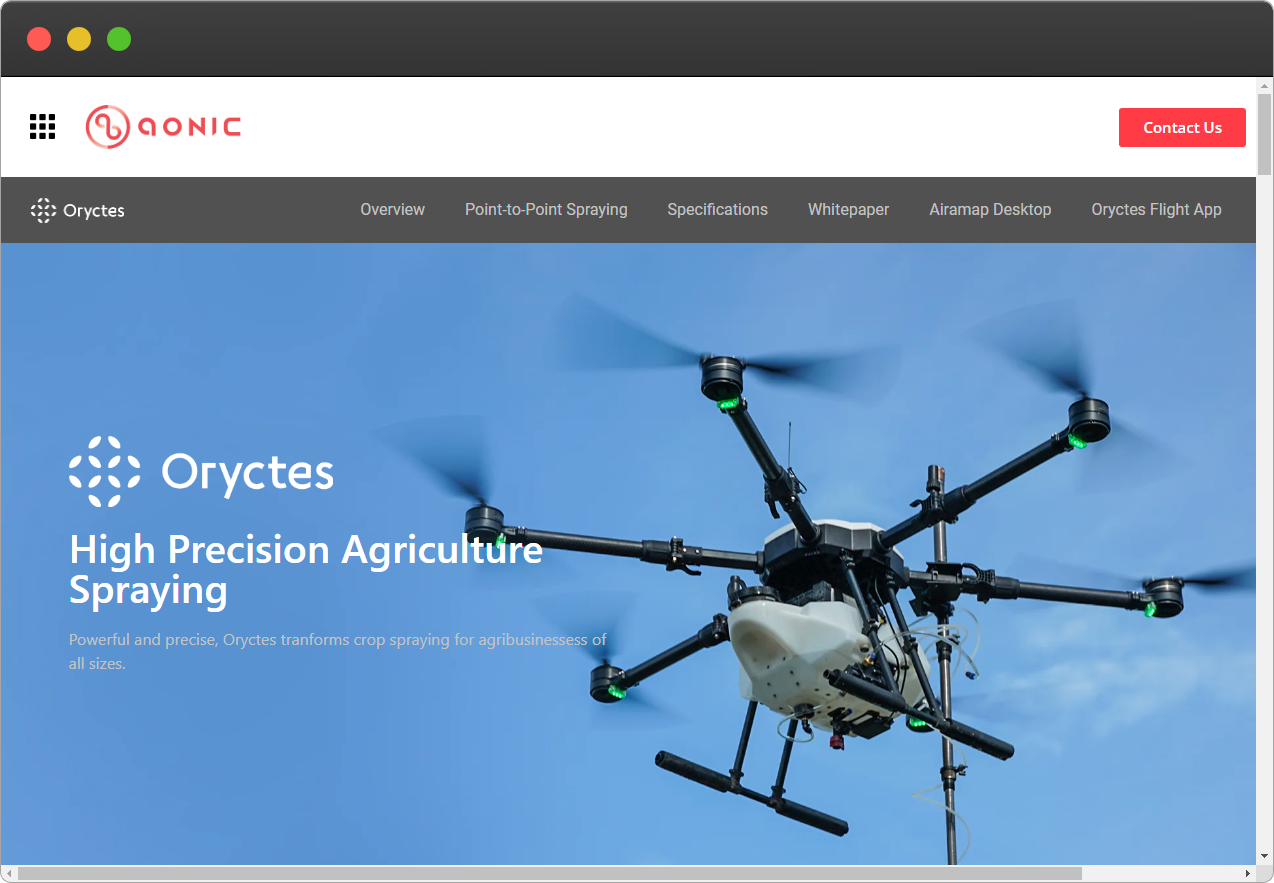 aonic
Contact Us
Oryctes
Overview
Point-to-Point Spraying
Specifications
Whitepaper
Airamap Desktop
Oryctes Flight App
Oryctes
High Precision Agriculture
Spraying
Powerful and precise, Oryctes tranforms crop spraying for agribusinessess of
all sizes.